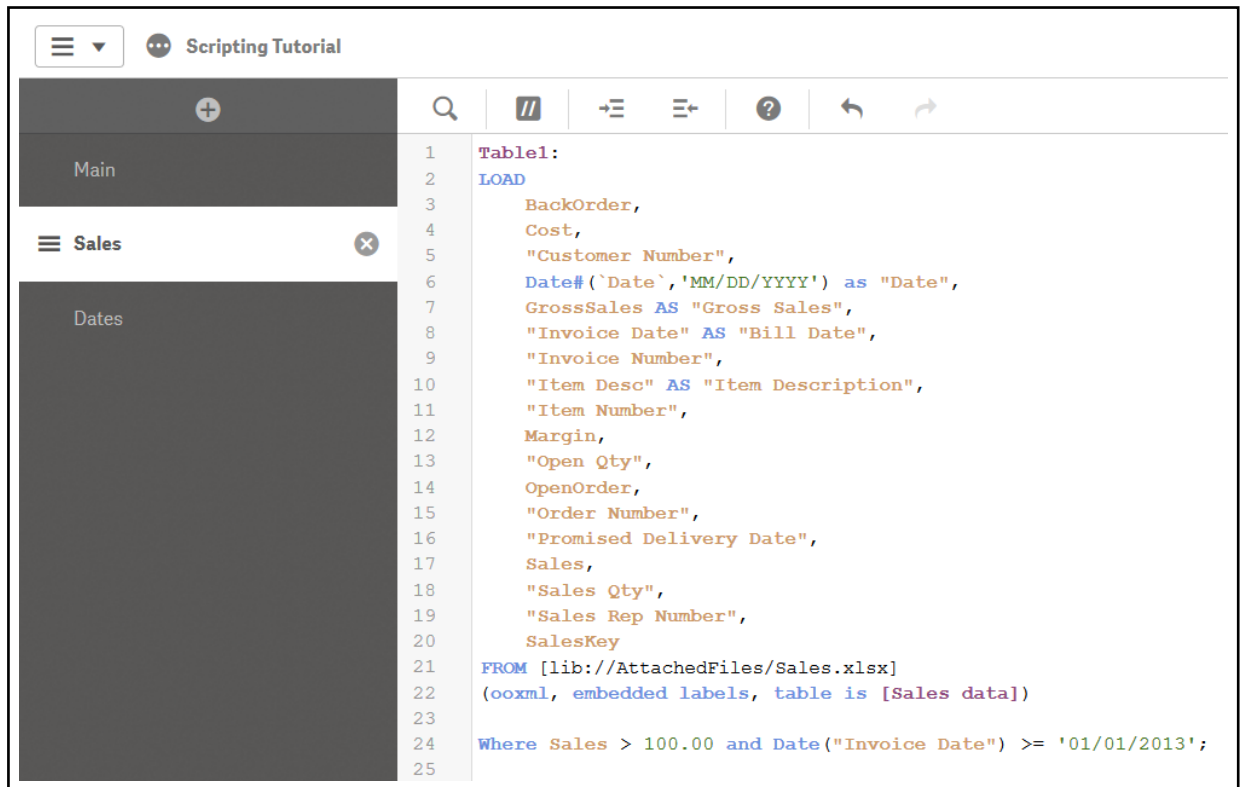 Scripting Tutorial
Main
Sales
Dates
1 Table1:
2 LOAD
3 BackOrder,
4 Cost,
5 "Customer Number",
6 Date#(`Date`,'MM/DD/YYYY') as "Date",
7 GrossSales AS "Gross Sales",
8 "Invoice Date" AS "Bill Date",
9 "Invoice Number",
10 "Item Desc" AS "Item Description",
11 "Item Number",
12 Margin,
13 "Open Qty",
14 OpenOrder,
15 "Order Number",
16 "Promised Delivery Date",
17 Sales,
18 "Sales Qty",
19 "Sales Rep Number",
20 SalesKey
21 FROM [lib://AttachedFiles/Sales.xlsx]
22 (ooxml, embedded labels, table is [Sales data])
23
24 Where Sales > 100.00 and Date("Invoice Date") >= '01/01/2013';
25